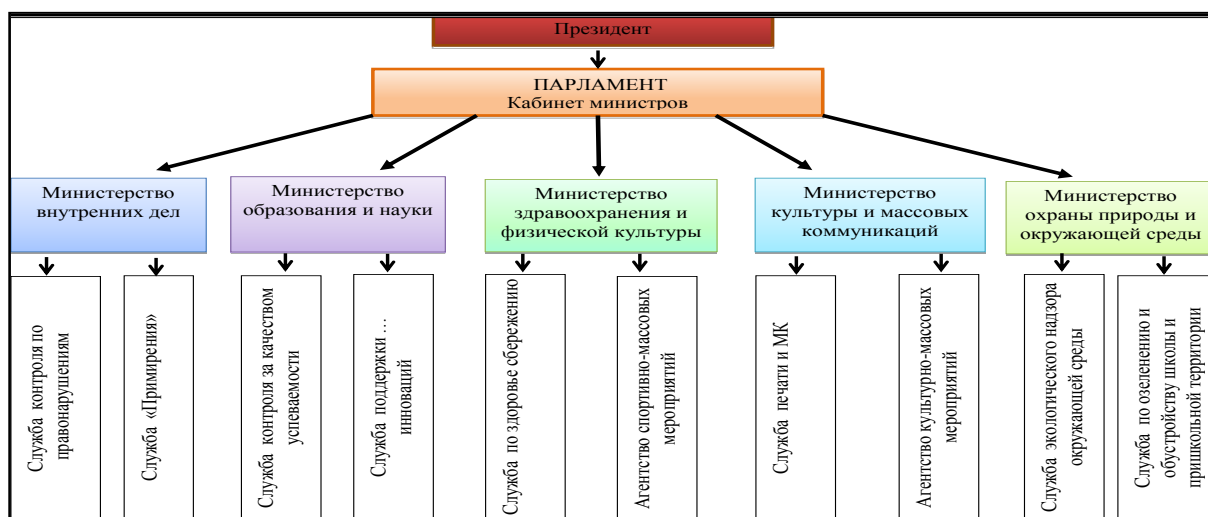 Президент
ПАРЛАМЕНТ
Кабинет министров
Министерство
внутренних дел
Министерство
образования и науки
Министерство
здравоохранения и
физической культуры
Министерство
культуры и массовых
коммуникаций
Министерство
охраны природы и
окружающей среды
Служба контроля по
правонарушениям
Служба «Примирения»
Служба контроля за качеством
успеваемости
Служба поддержки …
инноваций
Служба по здоровье сбережению
Агентство спортивно-массовых
мероприятий
Служба печати и МК
Агентство культурно-массовых
мероприятий
Служба экологического надзора
окружающей среды
Служба по озеленению и
обустройству школы и
пришкольной территории